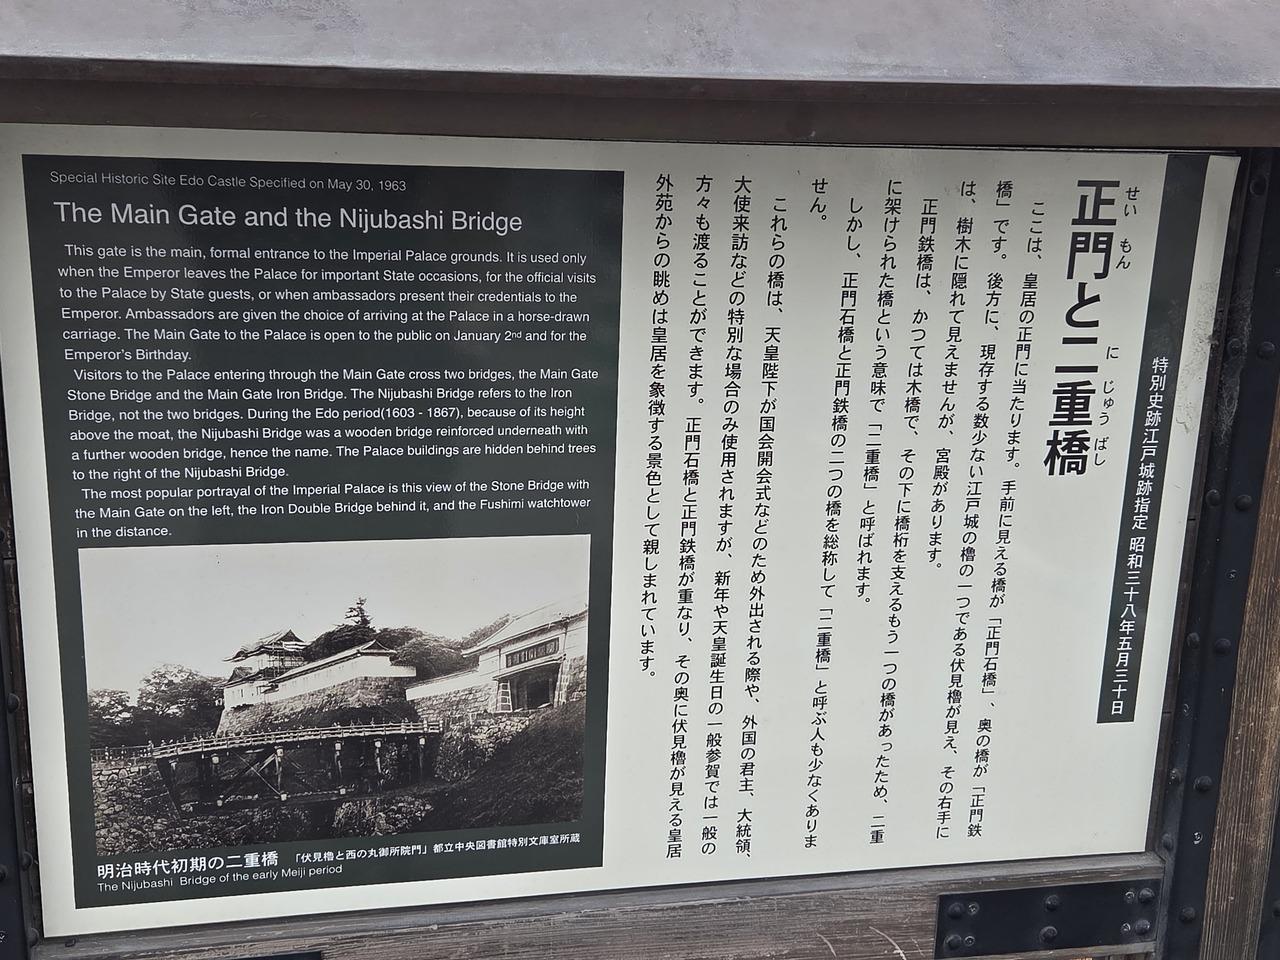 Special Historic Site Edo Castle Specified on May 30, 1963
The Main Gate and the Nijubashi Bridge
This gate is the main, formal entrance to the Imperial Palace grounds. It is used only
when the Emperor leaves the Palace for important State occasions, for the official visits
to the Palace by State guests, or when ambassadors present their credentials to the
Emperor. Ambassadors are given the choice of arriving at the Palace in a horse-drawn
carriage. The Main Gate to the Palace is open to the public on January 2nd and for the
Emperor's Birthday.
Visitors to the Palace entering through the Main Gate cross two bridges, the Main Gate
Stone Bridge and the Main Gate Iron Bridge. The Nijubashi Bridge refers to the Iron
Bridge, not the two bridges. During the Edo period(1603 - 1867), because of its height
above the moat, the Nijubashi Bridge was a wooden bridge reinforced underneath with
a further wooden bridge, hence the name. The Palace buildings are hidden behind trees
to the right of the Nijubashi Bridge.
The most popular portrayal of the Imperial Palace is this view of the Stone Bridge with
the Main Gate on the left, the Iron Double Bridge behind it, and the Fushimi watchtower
in the distance.
明治時代初期の二重橋 「伏見櫓と西の丸御所院門」都立中央図書館特別文庫室所蔵
The Nijubashi Bridge of the early Meiji period
特別史跡江戸城跡指定 昭和三十八年五月三十日
せい もん に じゅう ばし
正門と二重橋
ここは、皇居の正門に当たります。手前に見える橋が「正門石橋」、奥の橋が「正門鉄
橋」です。後方に、現存する数少ない江戸城の櫓の一つである伏見櫓が見え、その右手に
は、樹木に隠れて見えませんが、宮殿があります。
正門鉄橋は、かつては木橋で、その下に橋桁を支えるもう一つの橋があったため、二重
に架けられた橋という意味で「二重橋」と呼ばれます。
しかし、正門石橋と正門鉄橋の二つの橋を総称して「二重橋」と呼ぶ人も少なくありま
せん。
これらの橋は、天皇陛下が国会開会式などのため外出される際や、外国の君主、大統領、
大使来訪などの特別な場合のみ使用されますが、新年や天皇誕生日の一般参賀では一般の
方々も渡ることができます。正門石橋と正門鉄橋が重なり、その奥に伏見櫓が見える皇居
外苑からの眺めは皇居を象徴する景色として親しまれています。